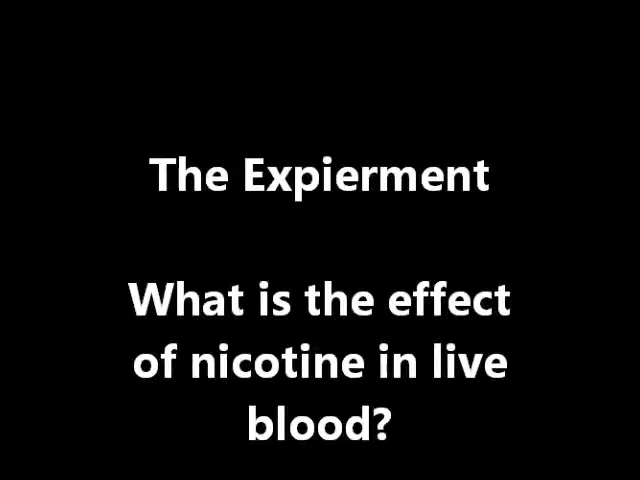 The Expierment
What is the effect
of nicotine in live
blood?